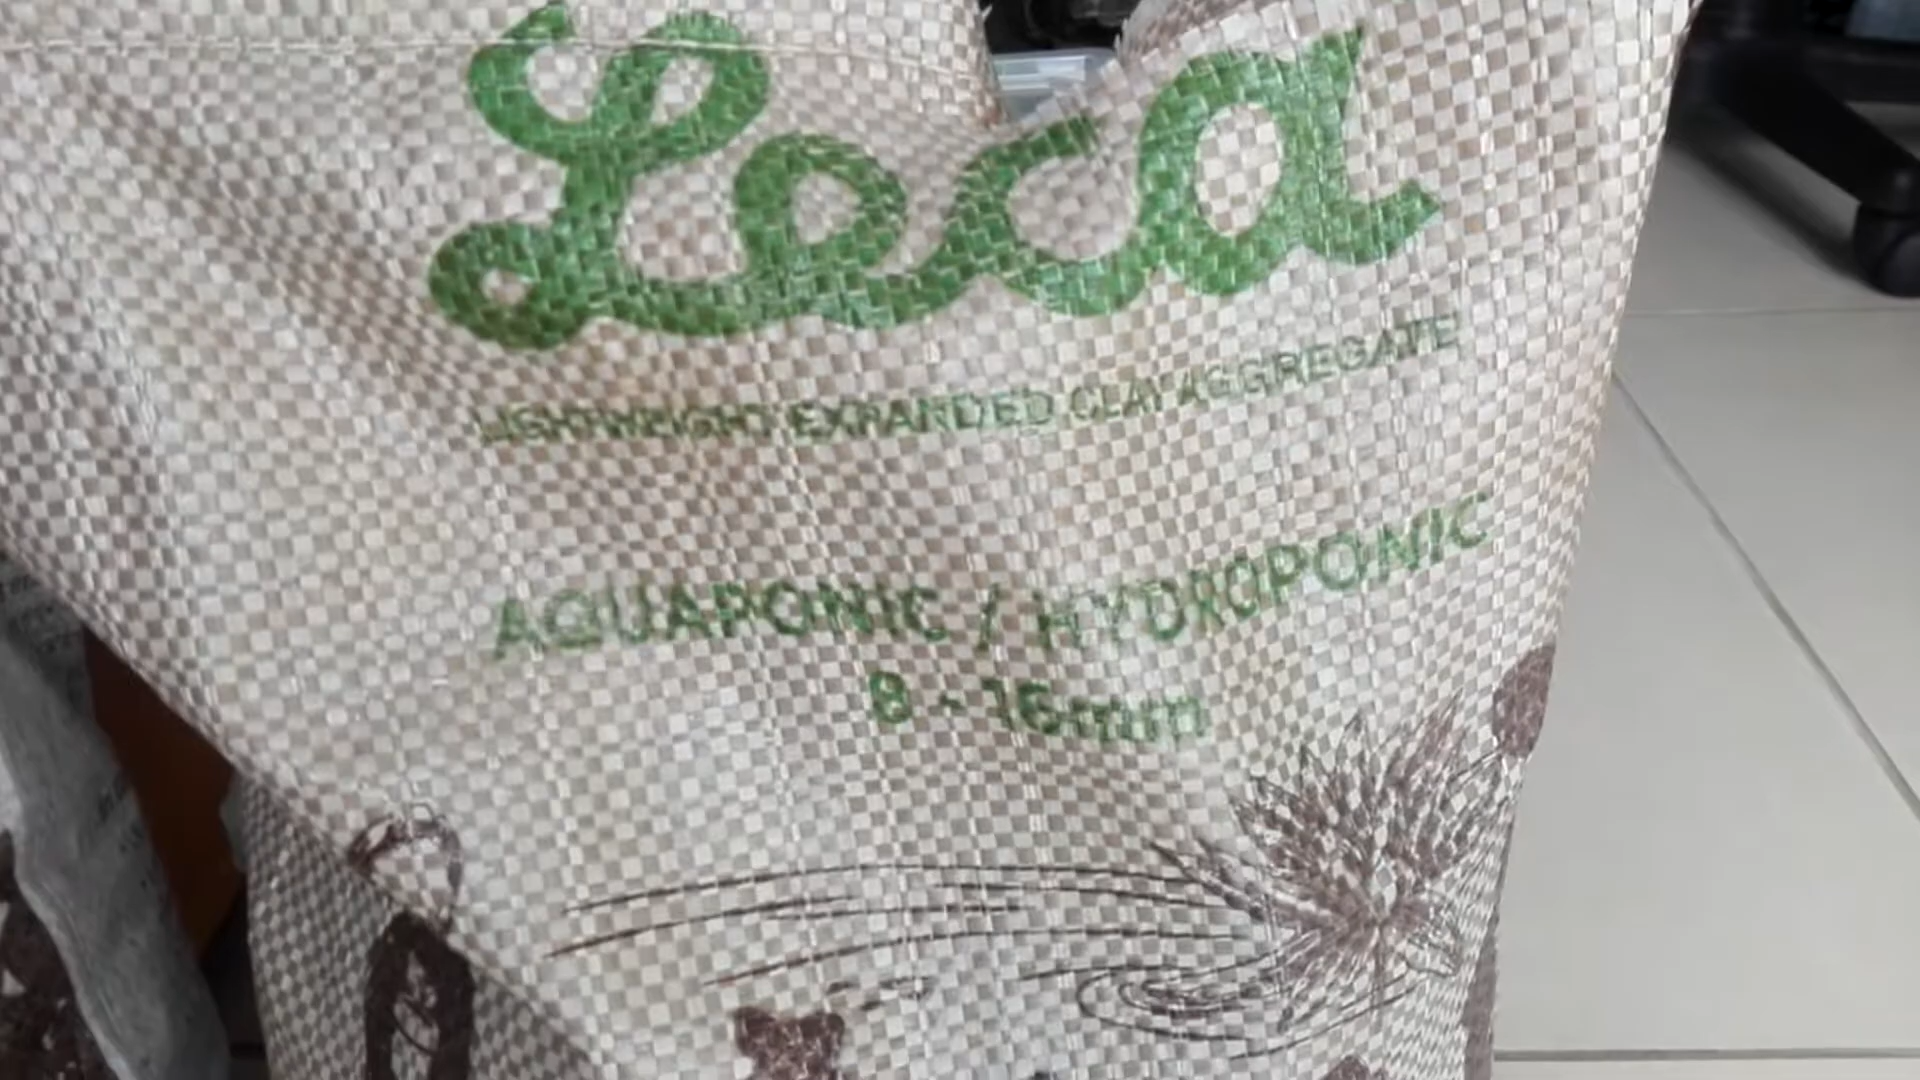 Leca
LIGHTWEIGHT EXPANDED CLAY AGGREGATE
AQUAPONIC / HYDROPONIC
8 - 16mm